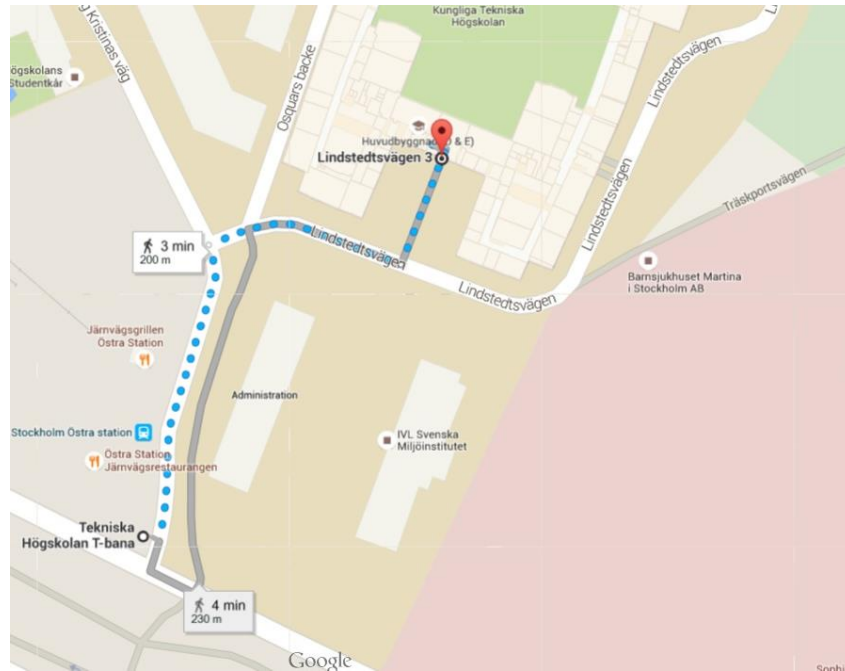 Kungliga Tekniska
Högskolan
g Kristinas väg
ögskolans
Studentkår
Osquars backe
Lindstedtsvägen
Li
Huvudbyggnad (D & E)
Lindstedtsvägen 3
Träskportsvägen
Lindstedtsvägen
3 min
200 m
Lindstedtsvägen
Lindstedtsvägen
Barnsjukhuset Martina
i Stockholm AB
Järnvägsgrillen
Östra Station
Administration
Stockholm Östra station
IVL Svenska
Miljöinstitutet
Östra Station
Järnvägsrestaurangen
Tekniska
Högskolan T-bana
4 min
230 m
Google
Sophi